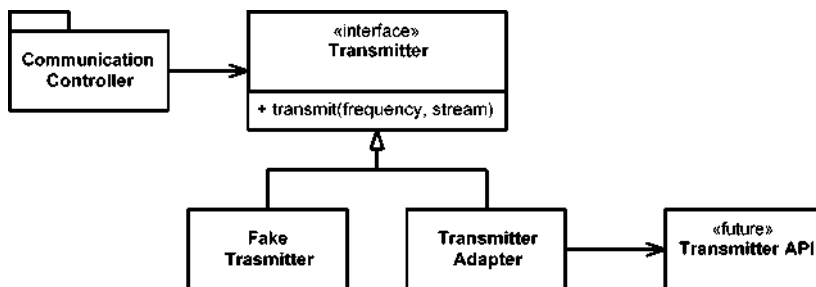 «interface»
Transmitter
Communication
Controller
+ transmit(frequency, stream)
Fake
Trasmitter
Transmitter
Adapter
«future»
Transmitter API